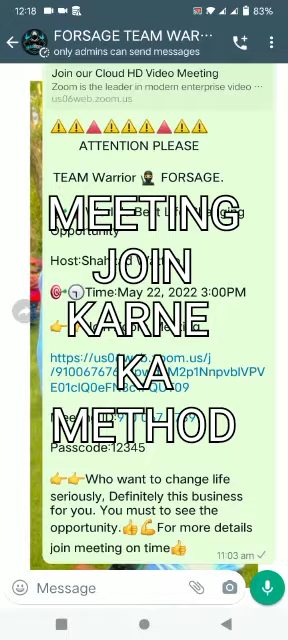 12:18
83%
FORSAGE TEAM WAR···
only admins can send messages
Join our Cloud HD Video Meeting
Zoom is the leader in modern enterprise video ···
us06web.zoom.us
ATTENTION PLEASE
TEAM Warrior 🥷 FORSAGE.
opportunity
MEETING
JOIN
KARNE
KA
METHOD
Host:
Time:May 22, 2022 3:00PM
Passcode:12345
👉👉Who want to change life
seriously, Definitely this business
for you. You must to see the
opportunity.👍💪For more details
join meeting on time👍
11:03 am
Message